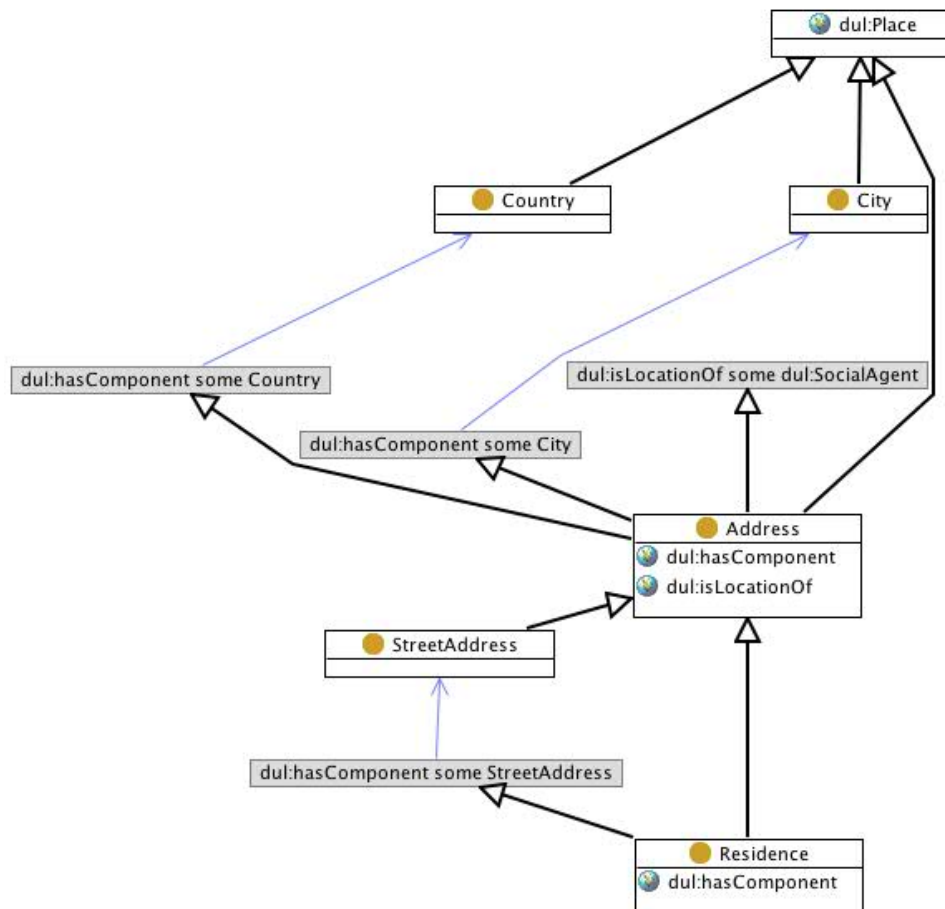 dul:Place
Country
City
dul:hasComponent some Country
dul:isLocationOf some dul:SocialAgent
dul:hasComponent some City
Address
dul:hasComponent
dul:isLocationOf
StreetAddress
dul:hasComponent some StreetAddress
Residence
dul:hasComponent